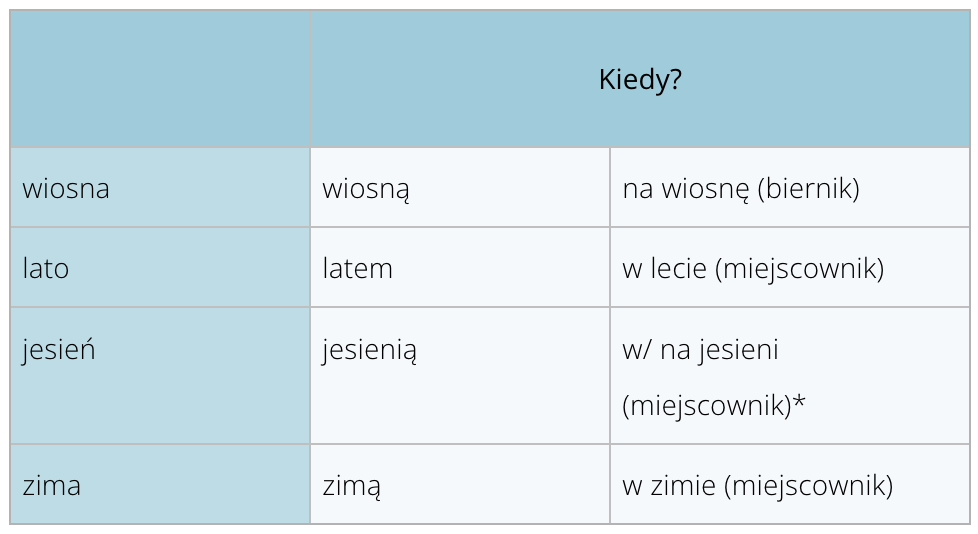 Kiedy?
wiosna wiosną na wiosnę (biernik)
lato latem w lecie (miejscownik)
jesień jesienią w/ na jesieni
(miejscownik)*
zima zimą w zimie (miejscownik)